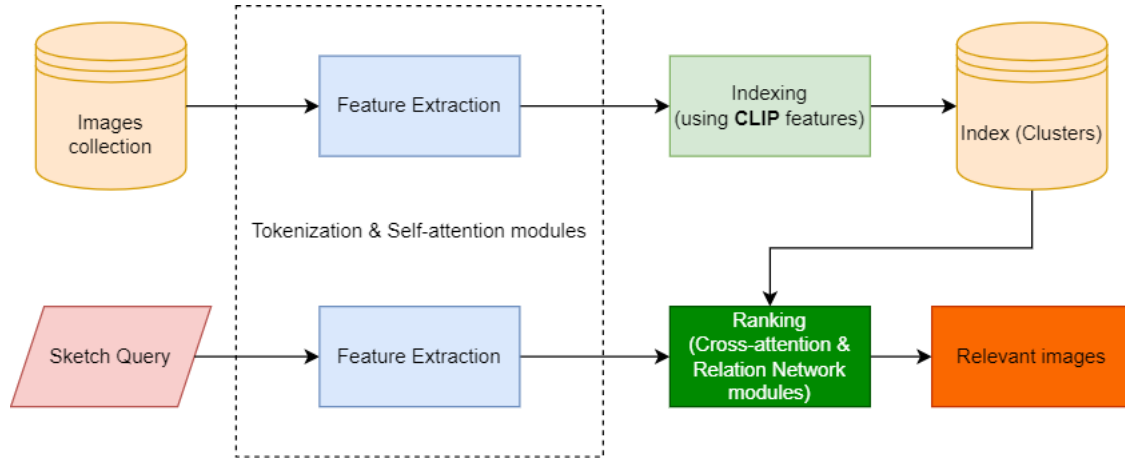 Images
collection
Feature Extraction
Indexing
(using CLIP features)
Index (Clusters)
Tokenization & Self-attention modules
Sketch Query
Feature Extraction
Ranking
(Cross-attention &
Relation Network
modules)
Relevant images